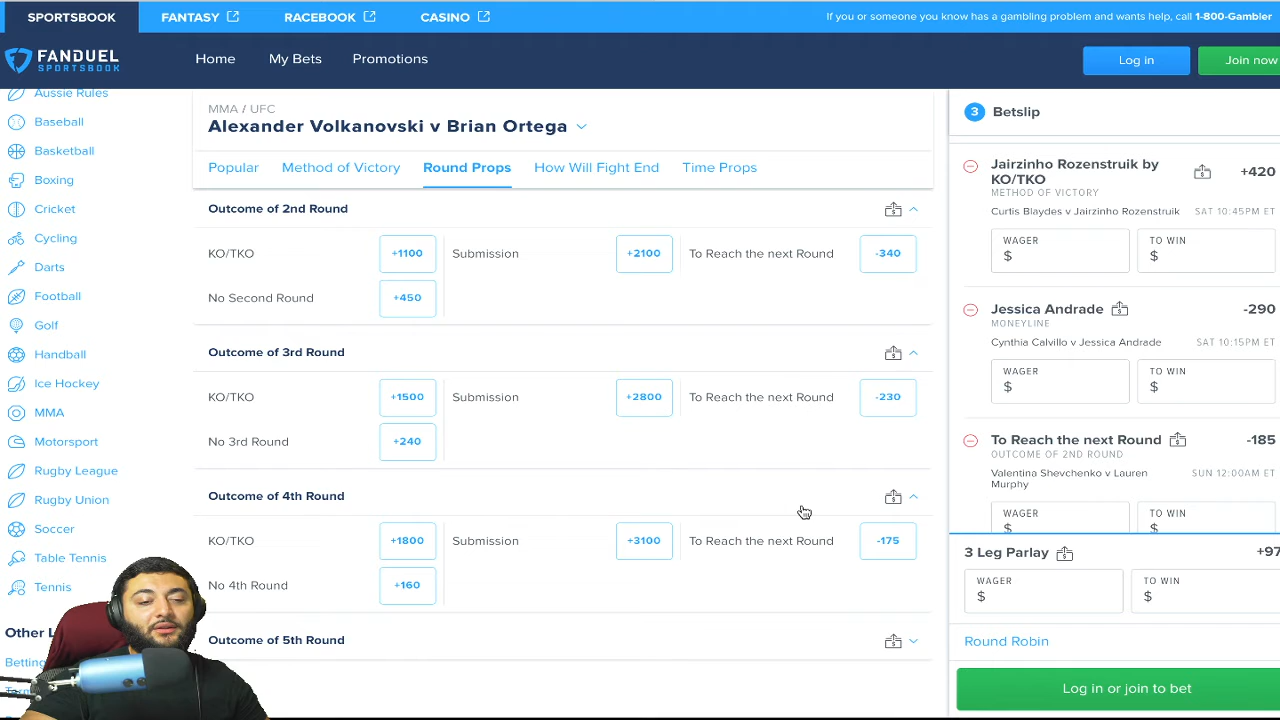 SPORTSBOOK
FANTASY
RACEBOOK
CASINO
If you or someone you know has a gambling problem and wants help, call 1-800-Gambler
FANDUEL
SPORTSBOOK
Home
My Bets
Promotions
Log in
Join now
Aussie Rules
Baseball
Basketball
Boxing
Cricket
Cycling
Darts
Football
Golf
Handball
Ice Hockey
MMA
Motorsport
Rugby League
Rugby Union
Soccer
Table Tennis
Tennis
Other L
Betting
MMA / UFC
Alexander Volkanovski v Brian Ortega
Popular
Method of Victory
Round Props
How Will Fight End
Time Props
Outcome of 2nd Round
KO/TKO +1100 Submission +2100 To Reach the next Round -340
No Second Round +450
Outcome of 3rd Round
KO/TKO +1500 Submission +2800 To Reach the next Round -230
No 3rd Round +240
Outcome of 4th Round
KO/TKO +1800 Submission +3100 To Reach the next Round -175
No 4th Round +160
Outcome of 5th Round
3 Betslip
Jairzinho Rozenstruik by
KO/TKO
+420
METHOD OF VICTORY
Curtis Blaydes v Jairzinho Rozenstruik SAT 10:45PM ET
WAGER
$
TO WIN
$
Jessica Andrade -290
MONEYLINE
Cynthia Calvillo v Jessica Andrade SAT 10:15PM ET
WAGER
$
TO WIN
$
To Reach the next Round -185
OUTCOME OF 2ND ROUND
Valentina Shevchenko v Lauren
Murphy
SUN 12:00AM ET
WAGER
$
TO WIN
$
3 Leg Parlay +97
WAGER
$
TO WIN
$
Round Robin
Log in or join to bet